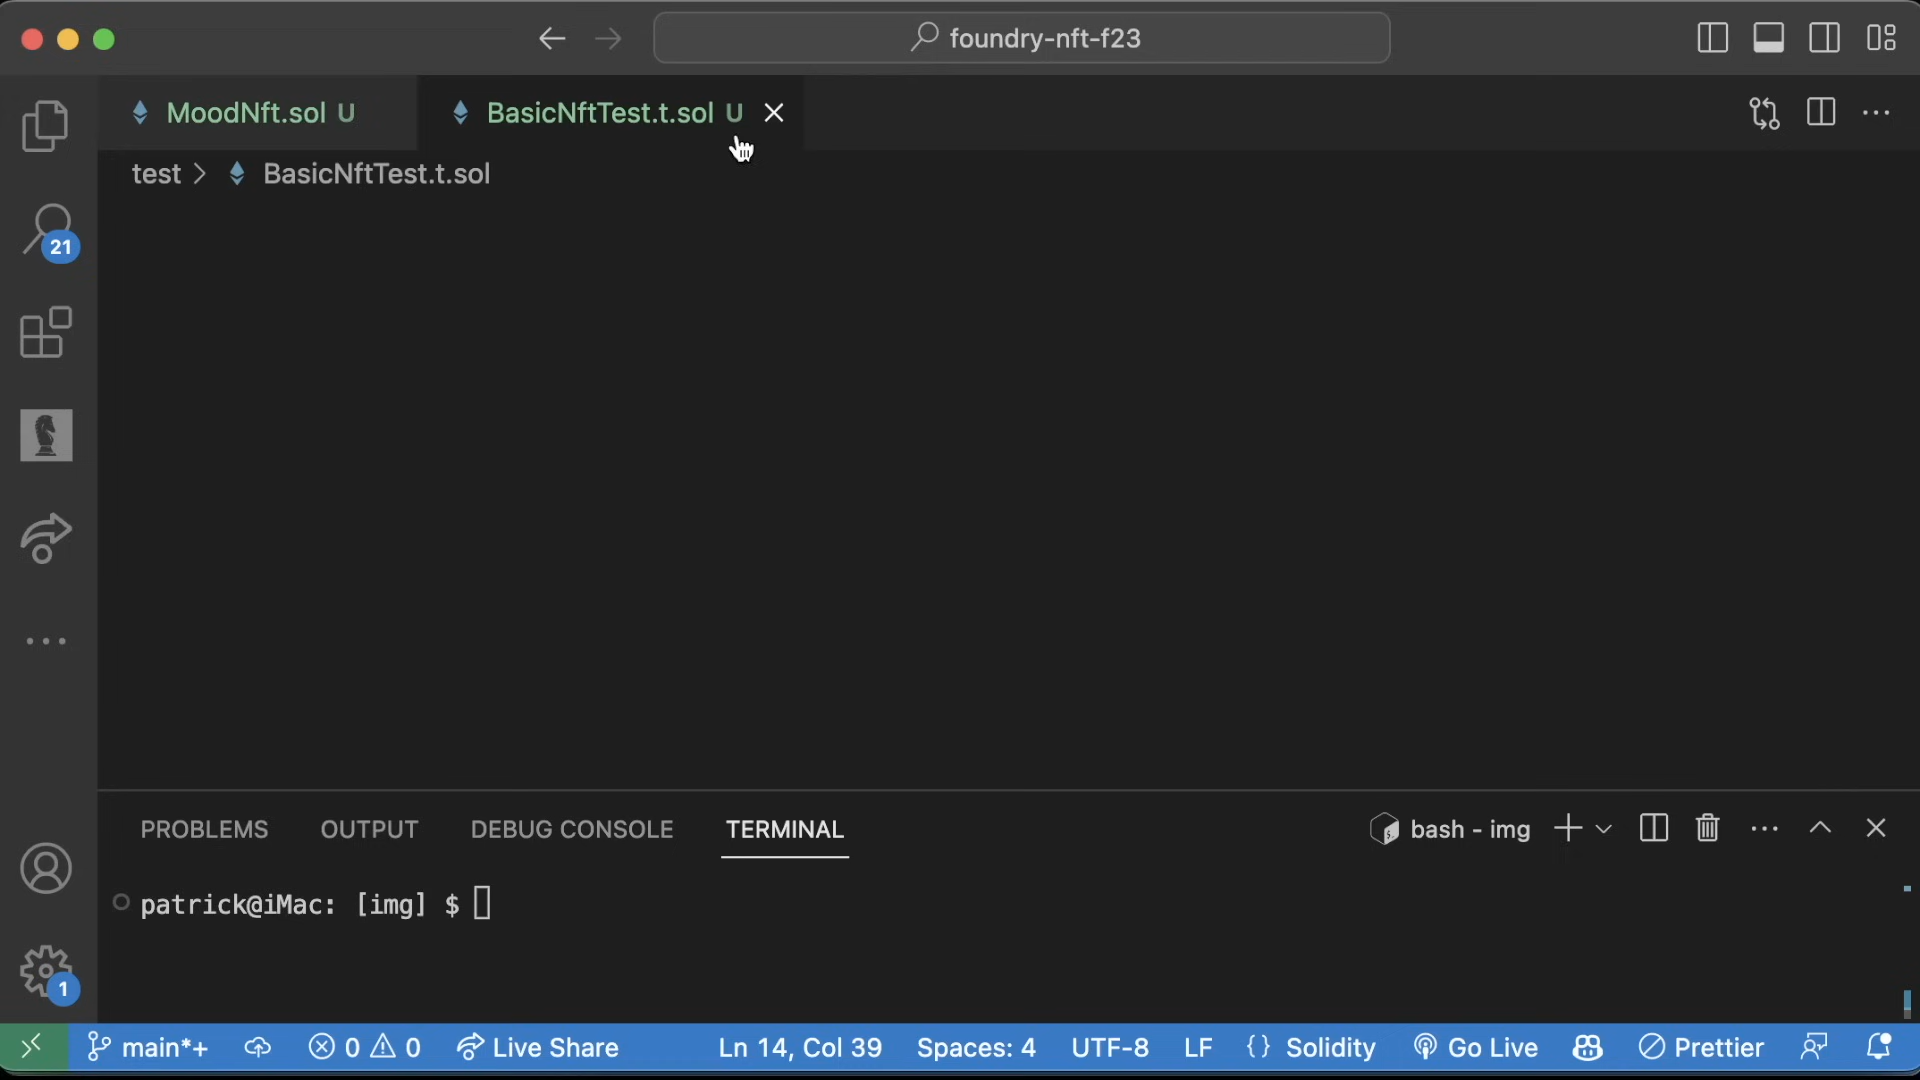 foundry-nft-f23
MoodNft.sol U
BasicNftTest.t.sol U
test > BasicNftTest.t.sol
21
PROBLEMS OUTPUT DEBUG CONSOLE TERMINAL
bash - img
patrick@iMac: [img] $
1
main*+ 0 0 Live Share Ln 14, Col 39 Spaces: 4 UTF-8 LF {} Solidity Go Live Prettier